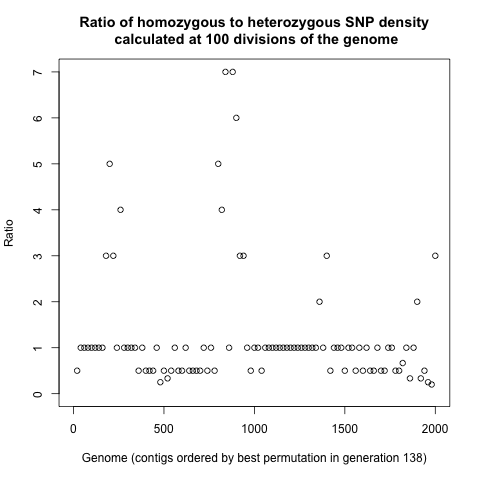 Ratio of homozygous to heterozygous SNP density
calculated at 100 divisions of the genome
Ratio
7
6
5
4
3
2
1
0
0 500 1000 1500 2000
Genome (contigs ordered by best permutation in generation 138)